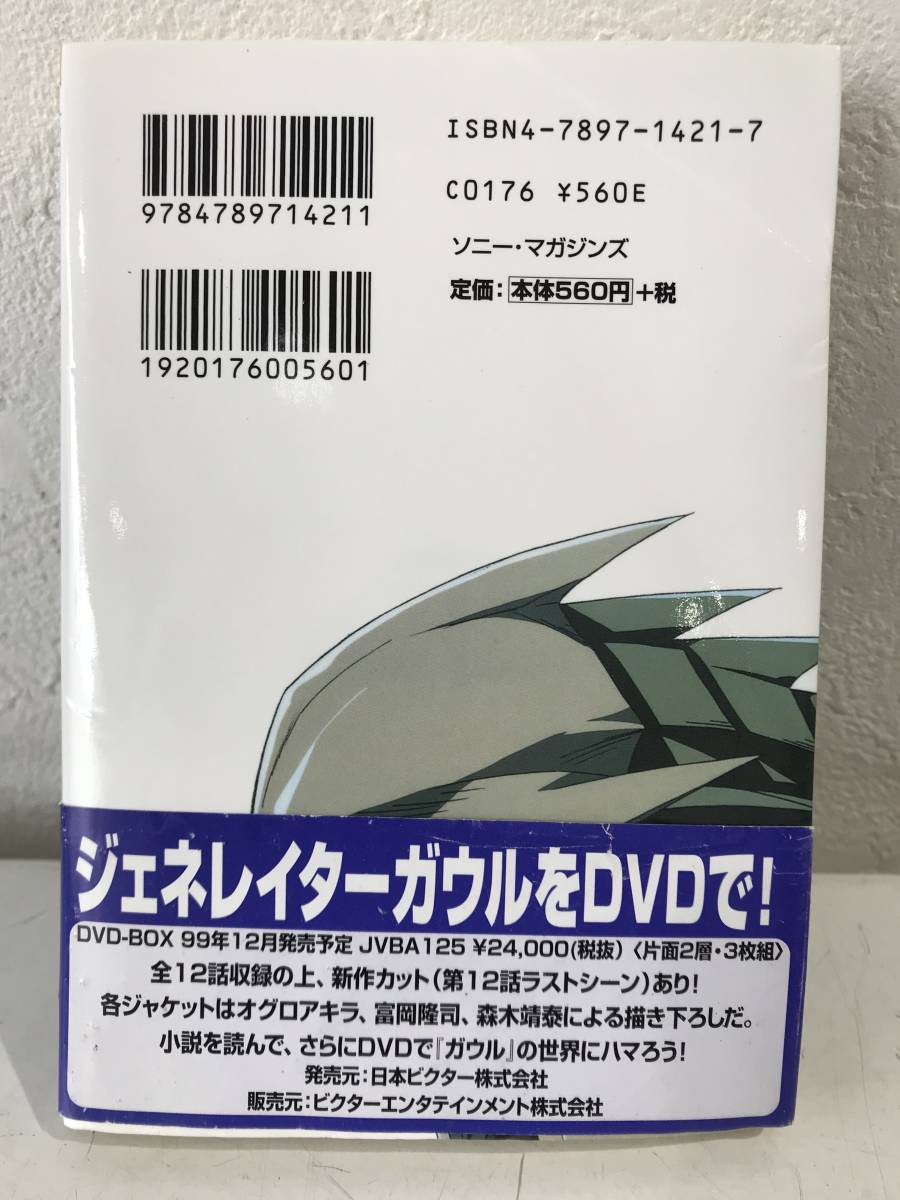 9784789714211
ISBN4-7897-1421-7
C0176 ¥560E
ソニー・マガジンズ
定価：本体560円+税
1920176005601
ジェネレイターガウルをDVDで！
DVD-BOX 99年12月発売予定 JVBA125 ¥24,000(税抜)〈片面2層・3枚組〉
全12話収録の上、新作カット（第12話ラストシーン）あり！
各ジャケットはオグロアキラ、富岡隆司、森木靖泰による描き下ろしだ。
小説を読んで、さらにDVDで『ガウル』の世界にハマろう！
発売元：日本ビクター株式会社
販売元：ビクターエンタテインメント株式会社